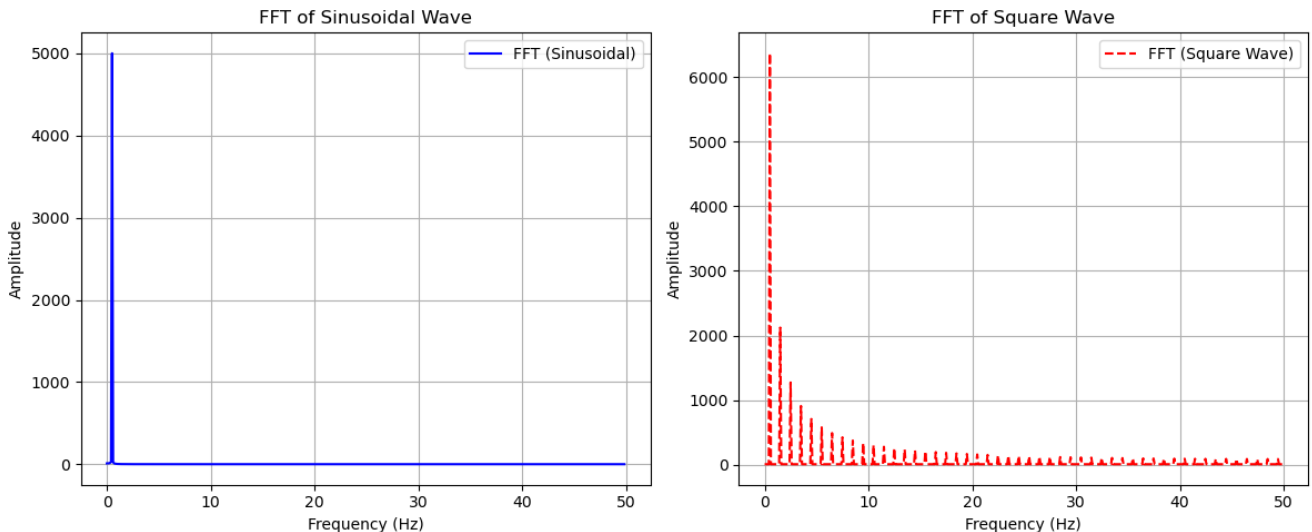 FFT of Sinusoidal Wave
FFT (Sinusoidal)
Amplitude
5000
4000
3000
2000
1000
0
0 10 20 30 40 50
Frequency (Hz)
FFT of Square Wave
FFT (Square Wave)
Amplitude
6000
5000
4000
3000
2000
1000
0
0 10 20 30 40 50
Frequency (Hz)